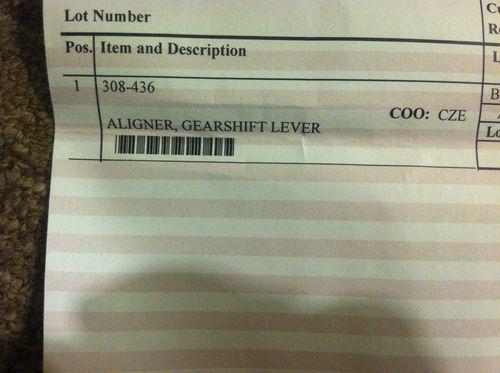 Lot Number
Pos. Item and Description
1 308-436
COO: CZE
ALIGNER, GEARSHIFT LEVER